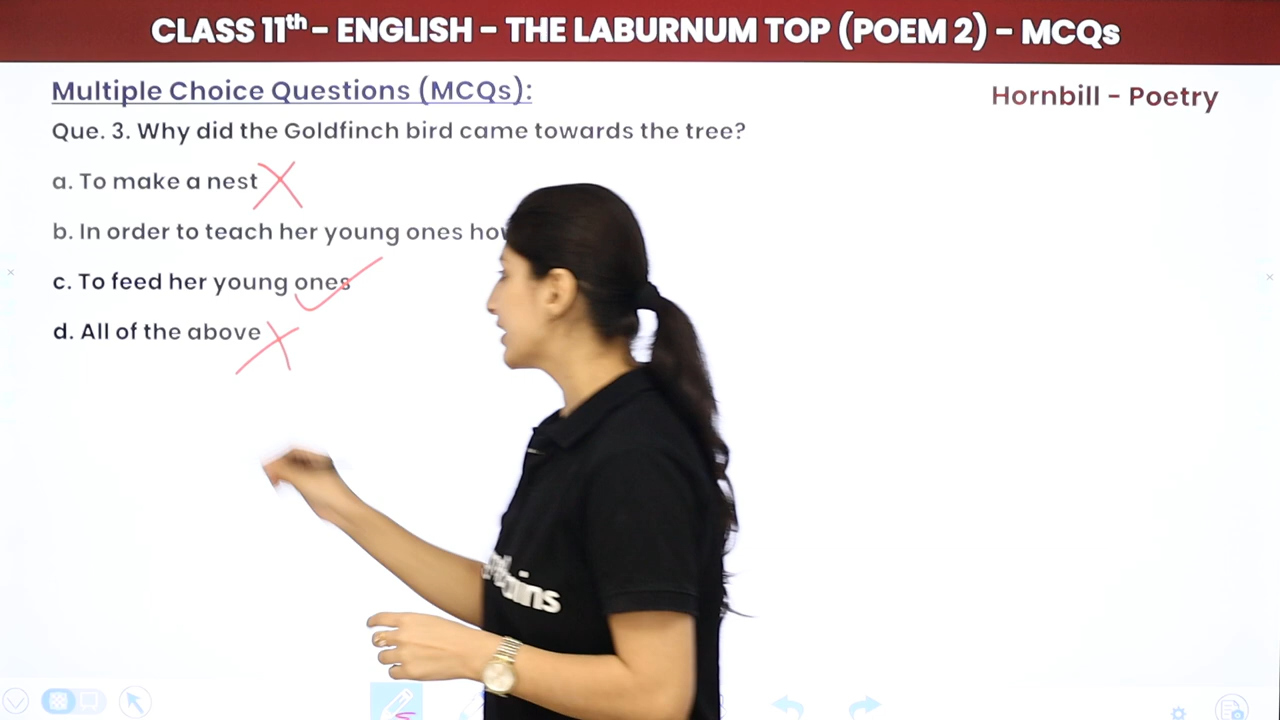 CLASS 11th - ENGLISH - THE LABURNUM TOP (POEM 2) - MCQs
Multiple Choice Questions (MCQs):
Hornbill - Poetry
Que. 3. Why did the Goldfinch bird came towards the tree?
a. To make a nest
b. In order to teach her young ones
c. To feed her young ones
d. All of the above